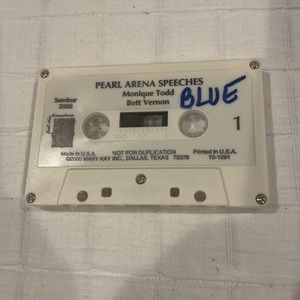 PEARL ARENA SPEECHES
Seminar
2000
Monique Todd
Bett Vernon
BLUE
1
Made in U.S.A.
NOT FOR DUPLICATION
Printed in U.S.A.
©2000 MARY KAY INC., DALLAS, TEXAS 75379
10-1291